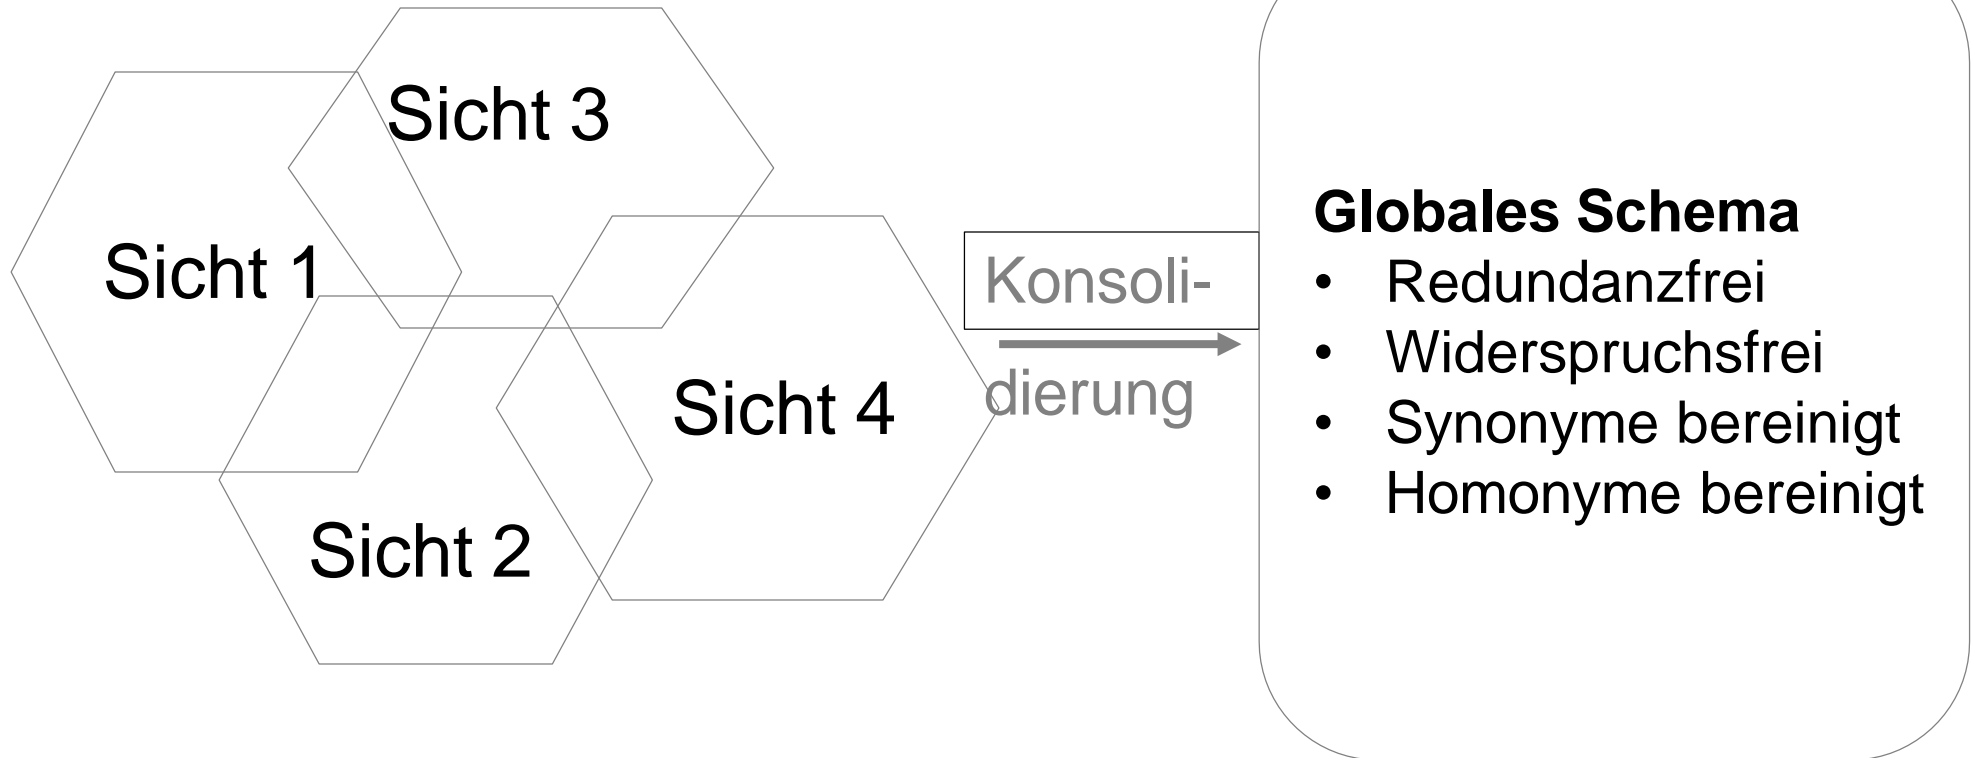 Sicht 3
Sicht 1
Sicht 4
Sicht 2
Konsoli-
dierung
Globales Schema
• Redundanzfrei
• Widerspruchsfrei
• Synonyme bereinigt
• Homonyme bereinigt